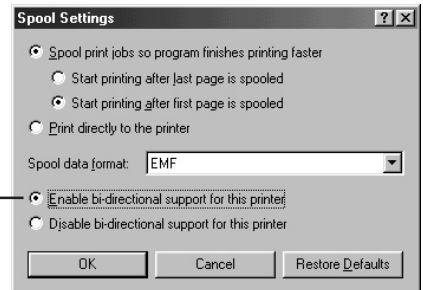 Spool Settings
Spool print jobs so program finishes printing faster
Start printing after last page is spooled
Start printing after first page is spooled
Print directly to the printer
Spool data format: EMF
Enable bi-directional support for this printer
Disable bi-directional support for this printer
OK Cancel Restore Defaults